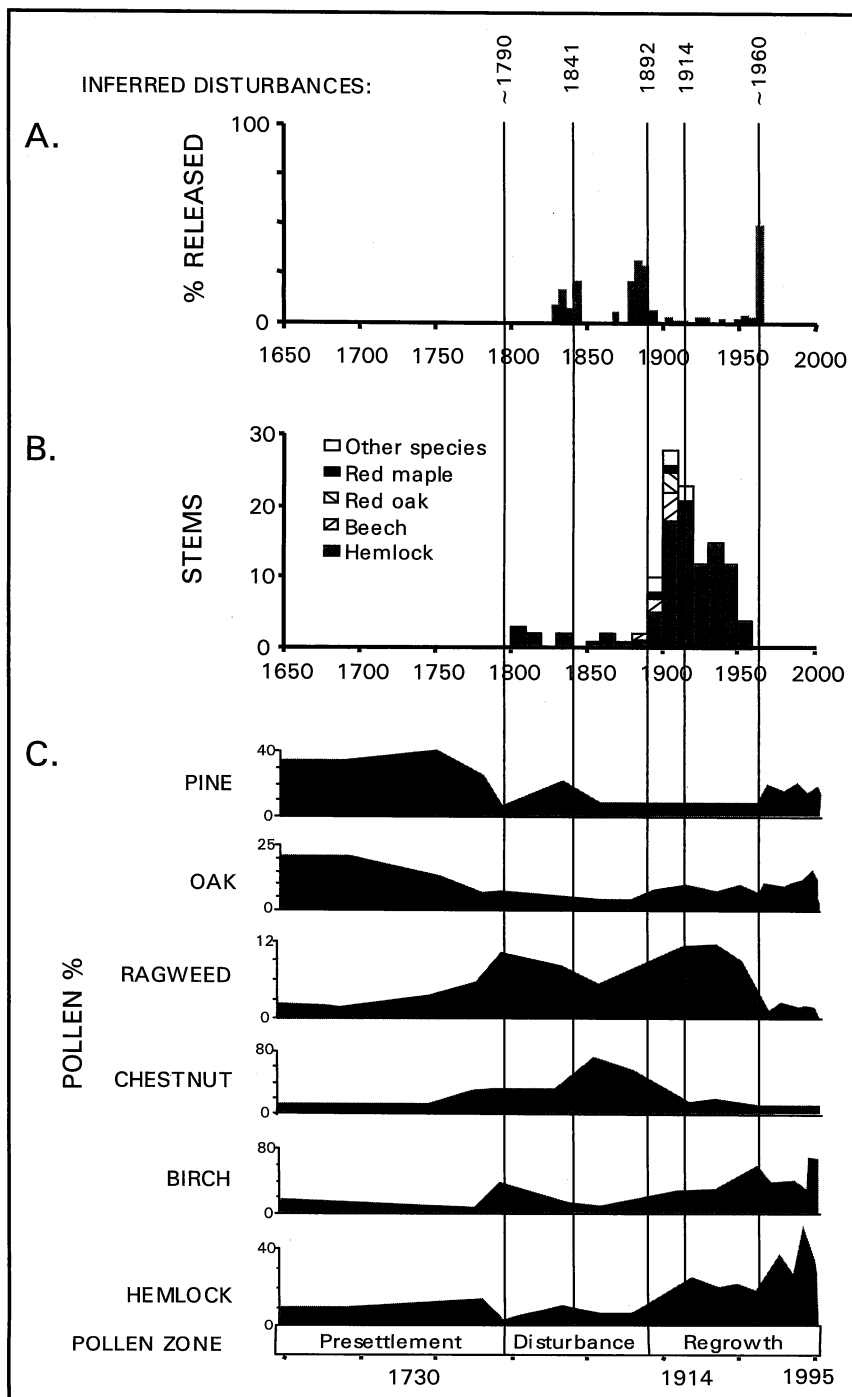 INFERRED DISTURBANCES:
~1790
1841
1892
1914
~1960
A.
% RELEASED
100
0
1650 1700 1750 1800 1850 1900 1950 2000
B.
STEMS
30
20
10
0
Other species
Red maple
Red oak
Beech
Hemlock
1650 1700 1750 1800 1850 1900 1950 2000
C.
POLLEN %
PINE
40
0
OAK
25
0
RAGWEED
12
0
CHESTNUT
80
0
BIRCH
80
0
HEMLOCK
40
0
POLLEN ZONE
Presettlement Disturbance Regrowth
1730 1914 1995